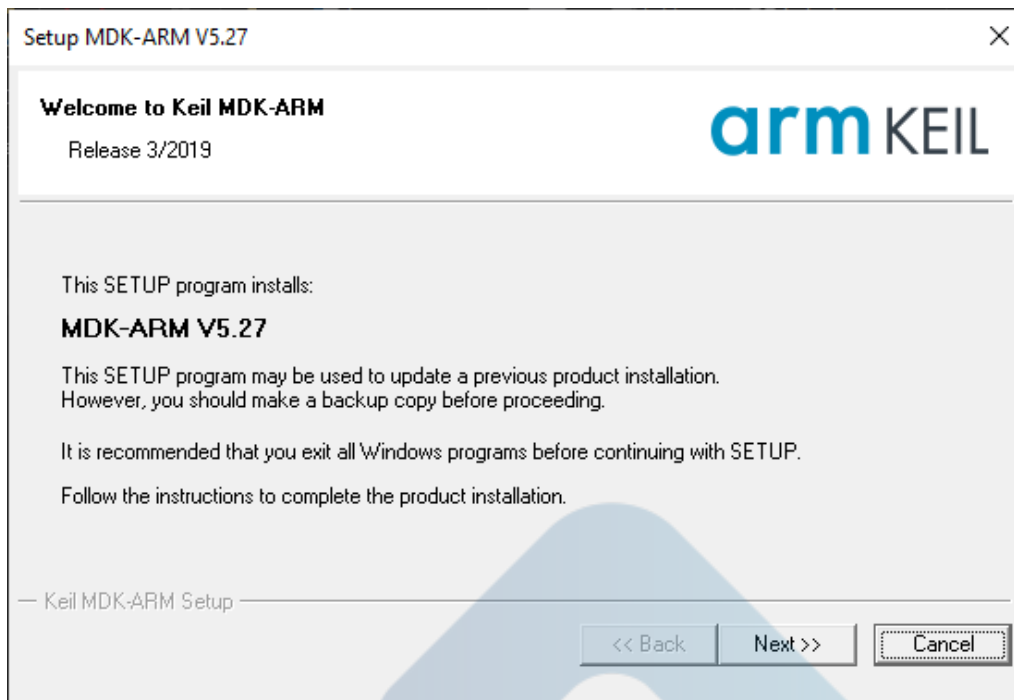 Setup MDK-ARM V5.27
Welcome to Keil MDK-ARM
Release 3/2019
arm KEIL
This SETUP program installs:
MDK-ARM V5.27
This SETUP program may be used to update a previous product installation.
However, you should make a backup copy before proceeding.
It is recommended that you exit all Windows programs before continuing with SETUP.
Follow the instructions to complete the product installation.
Keil MDK-ARM Setup
<< Back Next >> Cancel